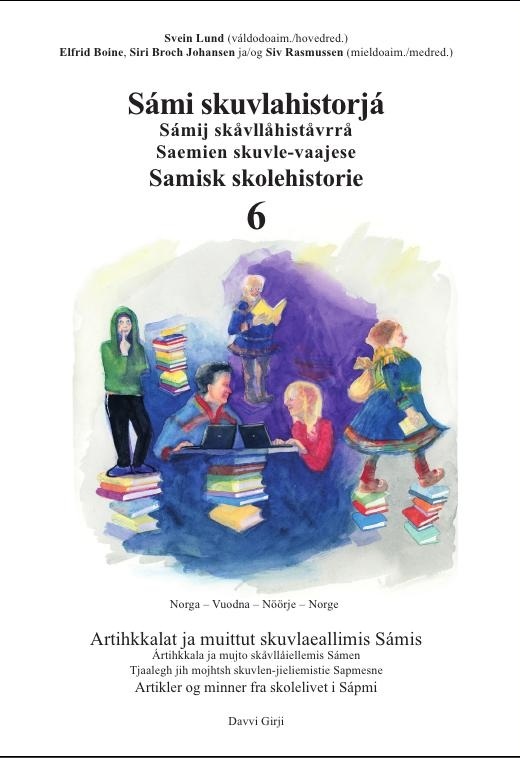 Svein Lund (váldodoaim./hovedred.)
Elfrid Boine, Siri Broch Johansen ja/og Siv Rasmussen (mieldoaim./medred.)
Sámi skuvlahistorjá
Sámij skåvllåhiståvrrå
Saemien skuvle-vaajese
Samisk skolehistorie
6
Norga – Vuodna – Nöörje – Norge
Artihkkalat ja muittut skuvlaeallimis Sámis
Artihkkala ja mujto skåvllåiellemis Sámen
Tjaalegh jih mojhtsh skuvlen-jieliemistie Sapmesne
Artikler og minner fra skolelivet i Sápmi
Davvi Girji